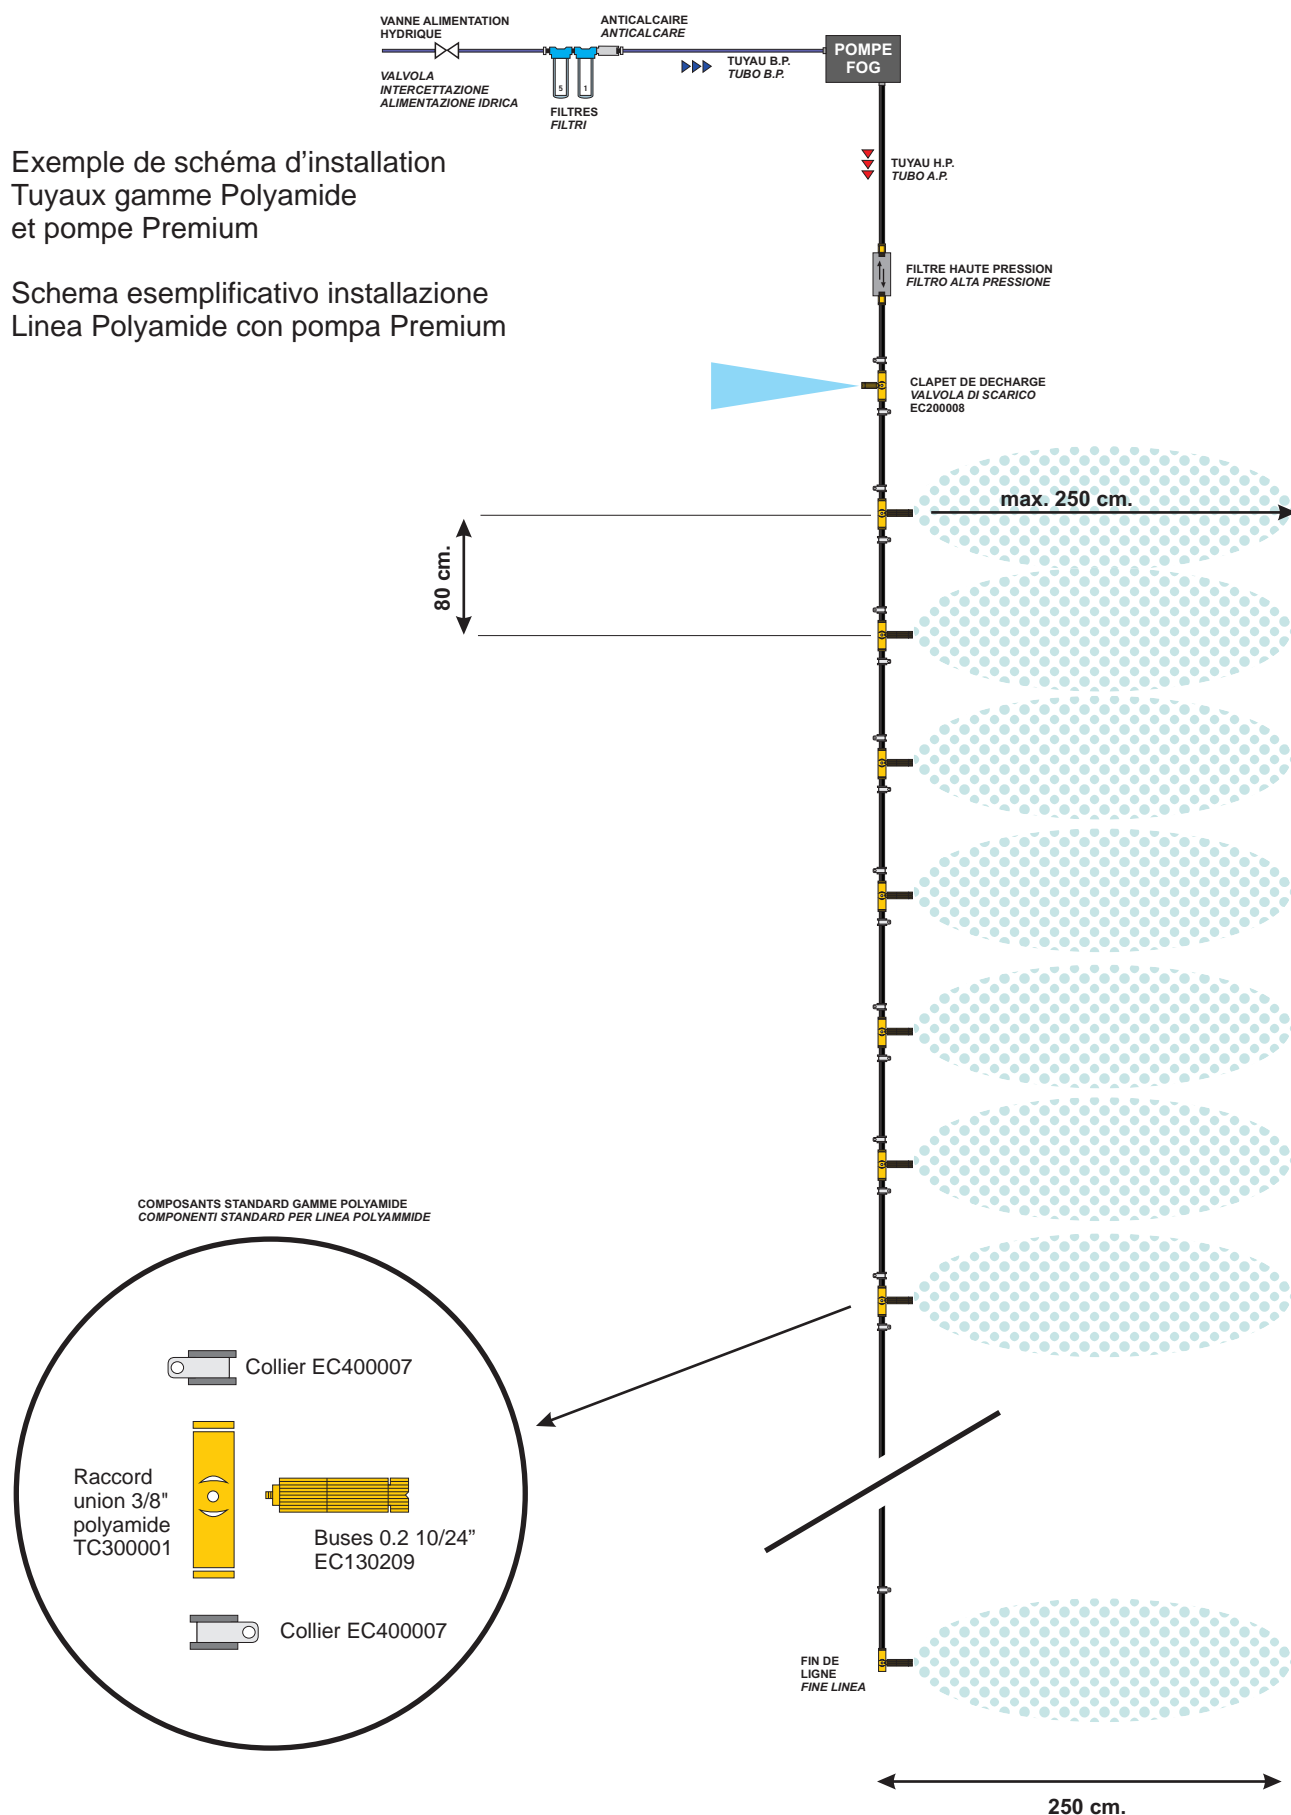 VANNE ALIMENTATION
HYDRIQUE
VALVOLA
INTERCETTAZIONE
ALIMENTAZIONE IDRICA
5
1
FILTRES
FILTRI
ANTICALCAIRE
ANTICALCARE
TUYAU B.P.
TUBO B.P.
POMPE
FOG
TUYAU H.P.
TUBO A.P.
Exemple de schéma d'installation
Tuyaux gamme Polyamide
et pompe Premium
Schema esemplificativo installazione
Linea Polyamide con pompa Premium
FILTRE HAUTE PRESSION
FILTRO ALTA PRESSIONE
CLAPET DE DECHARGE
VALVOLA DI SCARICO
EC200008
max. 250 cm.
80 cm.
COMPOSANTS STANDARD GAMME POLYAMIDE
COMPONENTI STANDARD PER LINEA POLYAMMIDE
Collier EC400007
Raccord
union 3/8"
polyamide
TC300001
Buses 0.2 10/24”
EC130209
Collier EC400007
FIN DE
LIGNE
FINE LINEA
250 cm.